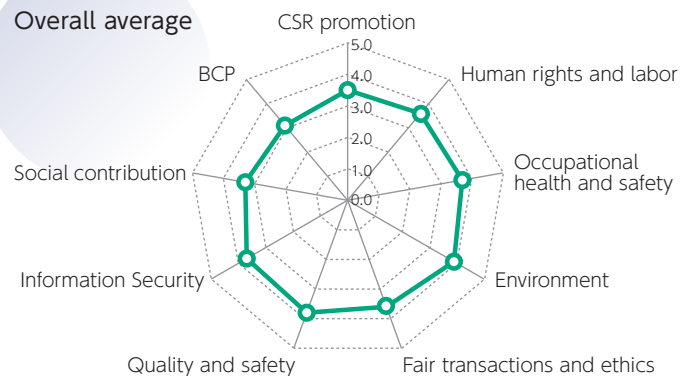 Overall average
CSR promotion
5.0
4.0
3.0
2.0
1.0
0.0
Human rights and labor
Occupational
health and safety
Environment
Fair transactions and ethics
Quality and safety
Information Security
Social contribution
BCP